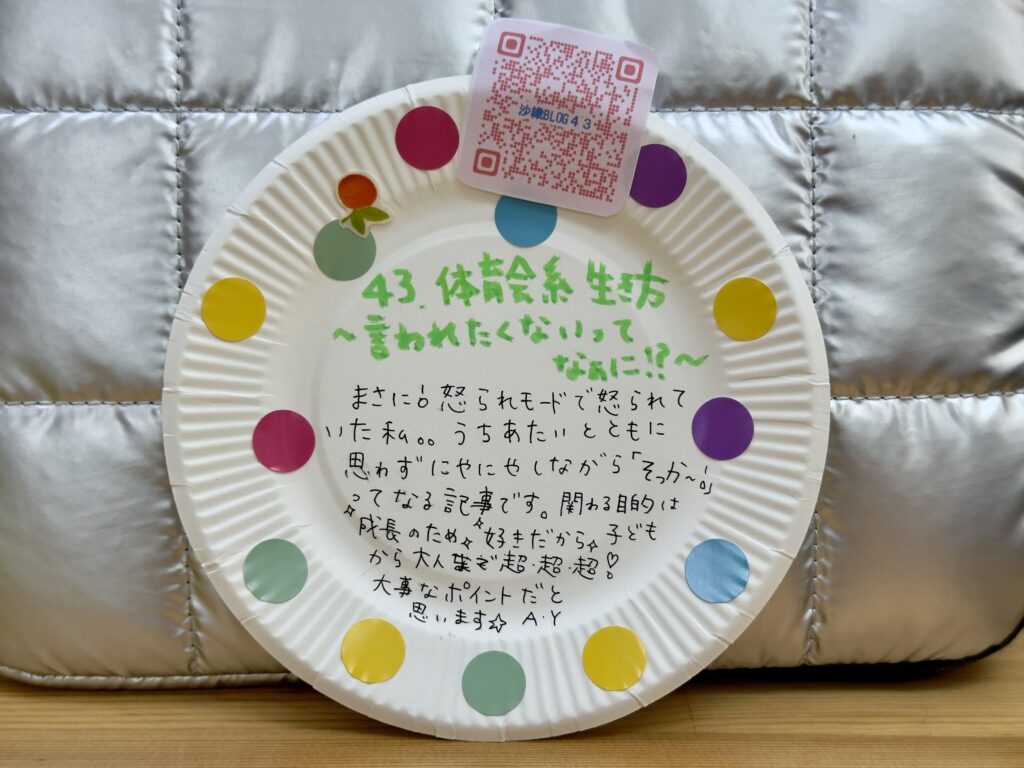 沙織BLOG43
43.体育会系 生き方
~言われたくないって
なぁに!?~
まさに!怒られモードで怒られて
いた私。。うちあたいとともに
思わずにやにやしながら「そっか~!」
ってなる記事です。関わる目的は
成長のため 好きだから 子ども
から大人まで超・超・超!
大事なポイントだと
思います☆ A・Y